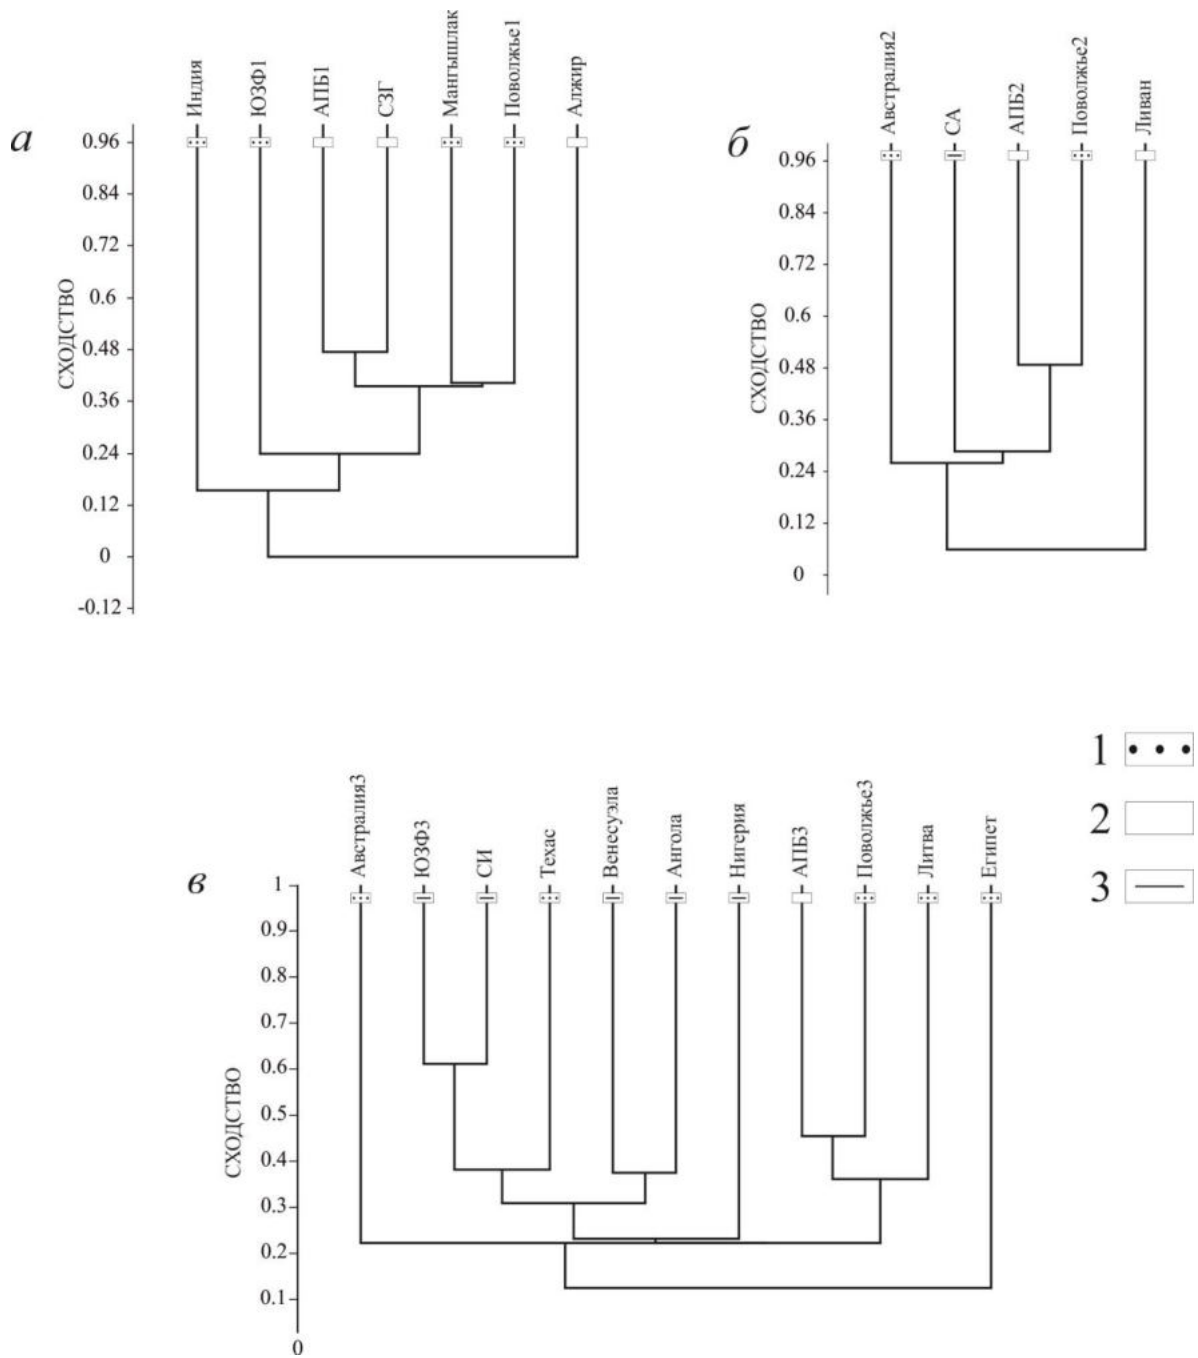 а
Индия
ЮЗФ1
АПБ1
СЗГ
Мангышлак
Поволжье1
Алжир
СХОДСТВО
0.96
0.84
0.72
0.6
0.48
0.36
0.24
0.12
0
-0.12
б
Австралия2
СА
АПБ2
Поволжье2
Ливан
СХОДСТВО
0.96
0.84
0.72
0.6
0.48
0.36
0.24
0.12
0
1
2
3
в
Австралия3
ЮЗФ3
СИ
Техас
Венесуэла
Ангола
Нигерия
АПБ3
Поволжье3
Литва
Египет
СХОДСТВО
1
0.9
0.8
0.7
0.6
0.5
0.4
0.3
0.2
0.1
0